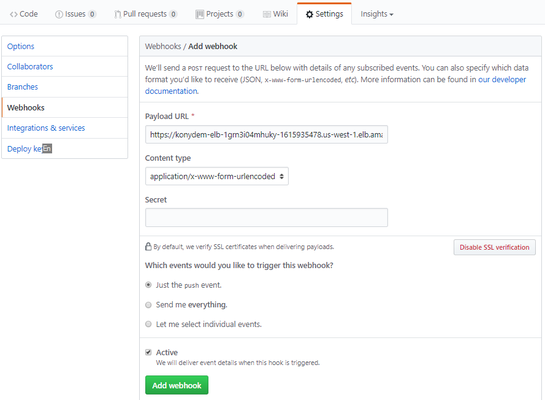 Code Issues 0 Pull requests 0 Projects 0 Wiki Settings Insights
Options
Collaborators
Branches
Webhooks
Integrations & services
Deploy ke En
Webhooks / Add webhook
We'll send a POST request to the URL below with details of any subscribed events. You can also specify which data
format you'd like to receive (JSON, x-www-form-urlencoded, etc). More information can be found in our developer
documentation.
Payload URL *
https://konydem-elb-1grn3i04mhuky-1615935478.us-west-1.elb.ama
Content type
application/x-www-form-urlencoded
Secret
By default, we verify SSL certificates when delivering payloads.
Disable SSL verification
Which events would you like to trigger this webhook?
Just the push event.
Send me everything.
Let me select individual events.
Active
We will deliver event details when this hook is triggered.
Add webhook